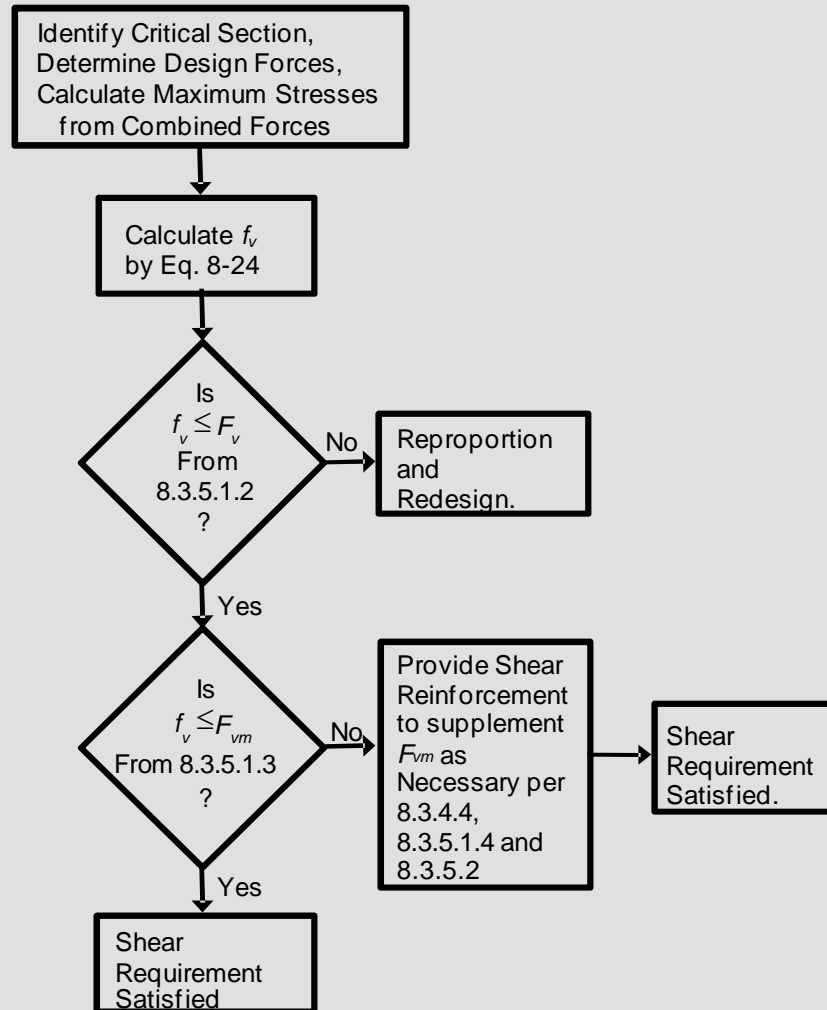 Identify Critical Section,
Determine Design Forces,
Calculate Maximum Stresses
from Combined Forces
Calculate fv
by Eq. 8-24
Is
fv ≤ Fv
From
8.3.5.1.2
?
No
Reproportion
and
Redesign.
Yes
Is
fv ≤ Fvm
From 8.3.5.1.3
?
No
Provide Shear
Reinforcement
to supplement
Fvm as
Necessary per
8.3.4.4,
8.3.5.1.4 and
8.3.5.2
Shear
Requirement
Satisfied.
Yes
Shear
Requirement
Satisfied